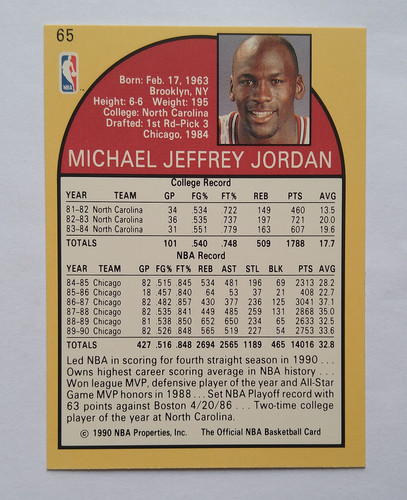 65
NBA
Born: Feb. 17, 1963
Brooklyn, NY
Height: 6-6 Weight: 195
College: North Carolina
Drafted: 1st Rd-Pick 3
Chicago, 1984
MICHAEL JEFFREY JORDAN
College Record
YEAR TEAM GP FG% FT% REB PTS AVG
81-82 North Carolina 34 .534 .722 149 460 13.5
82-83 North Carolina 36 .535 .737 197 721 20.0
83-84 North Carolina 31 .551 .779 163 607 19.6
TOTALS 101 .540 .748 509 1788 17.7
NBA Record
YEAR TEAM GP FG% FT% REB AST STL BLK PTS AVG
84-85 Chicago 82 .515 .845 534 481 196 69 2313 28.2
85-86 Chicago 18 .457 .840 64 53 37 21 408 22.7
86-87 Chicago 82 .482 .857 430 377 236 125 3041 37.1
87-88 Chicago 82 .535 .841 449 485 259 131 2868 35.0
88-89 Chicago 81 .538 .850 652 650 234 65 2633 32.5
89-90 Chicago 82 .526 .848 565 519 227 54 2753 33.6
TOTALS 427 .516 .848 2694 2565 1189 465 14016 32.8
Led NBA in scoring for fourth straight season in 1990 . . .
Owns highest career scoring average in NBA history . . .
Won league MVP, defensive player of the year and All-Star
Game MVP honors in 1988 . . . Set NBA Playoff record with
63 points against Boston 4/20/86 . . . Two-time college
player of the year at North Carolina.
© 1990 NBA Properties, Inc. The Official NBA Basketball Card